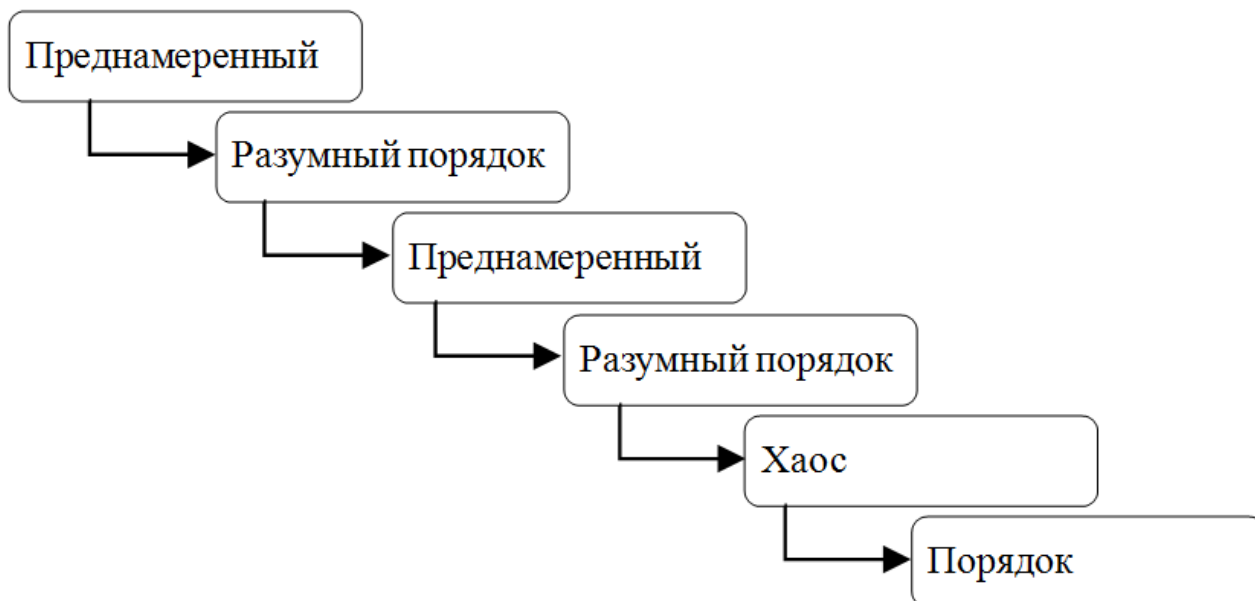 Преднамеренный
Разумный порядок
Преднамеренный
Разумный порядок
Хаос
Порядок